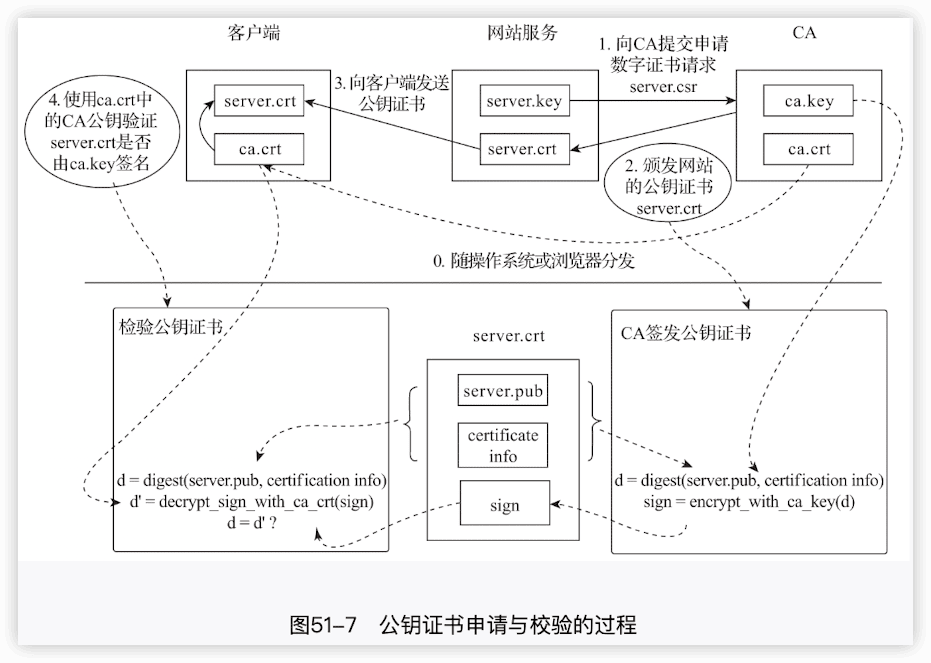 客户端
网站服务
CA
1. 向CA提交申请
数字证书请求
server.csr
3.向客户端发送
公钥证书
4. 使用ca.crt中
的CA公钥验证
server.crt是否
由ca.key签名
server.crt
ca.crt
server.key
server.crt
ca.key
ca.crt
2. 颁发网站
的公钥证书
server.crt
0. 随操作系统或浏览器分发
检验公钥证书
d = digest(server.pub, certification info)
d' = decrypt_sign_with_ca_crt(sign)
d = d' ?
server.crt
server.pub
certificate
info
sign
CA签发公钥证书
d = digest(server.pub, certification info)
sign = encrypt_with_ca_key(d)
图51-7 公钥证书申请与校验的过程